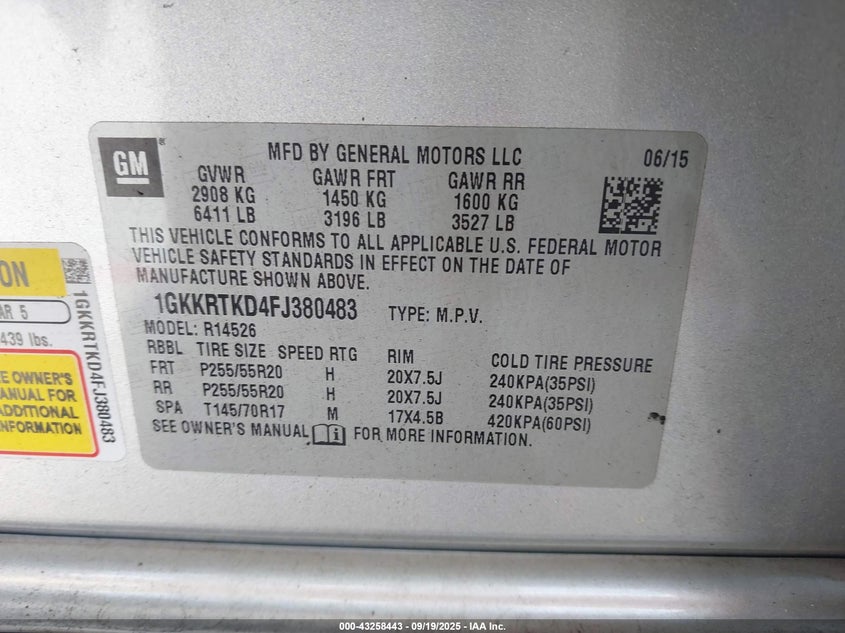 GM
MFD BY GENERAL MOTORS LLC 06/15
GVWR GAWR FRT GAWR RR
2908 KG 1450 KG 1600 KG
6411 LB 3196 LB 3527 LB
THIS VEHICLE CONFORMS TO ALL APPLICABLE U.S. FEDERAL MOTOR
VEHICLE SAFETY STANDARDS IN EFFECT ON THE DATE OF
MANUFACTURE SHOWN ABOVE.
1GKKRTKD4FJ380483 TYPE: M.P.V.
MODEL: R14526
RBBL TIRE SIZE SPEED RTG RIM COLD TIRE PRESSURE
FRT P255/55R20 H 20X7.5J 240KPA(35PSI)
RR P255/55R20 H 20X7.5J 240KPA(35PSI)
SPA T145/70R17 M 17X4.5B 420KPA(60PSI)
SEE OWNER'S MANUAL FOR MORE INFORMATION.
ON
AR 5
439 lbs.
E OWNER'S
ANUAL FOR
ADDITIONAL
NFORMATION
1GKKRTKD4FJ380483
000-43258443 - 09/19/2025 - IAA Inc.